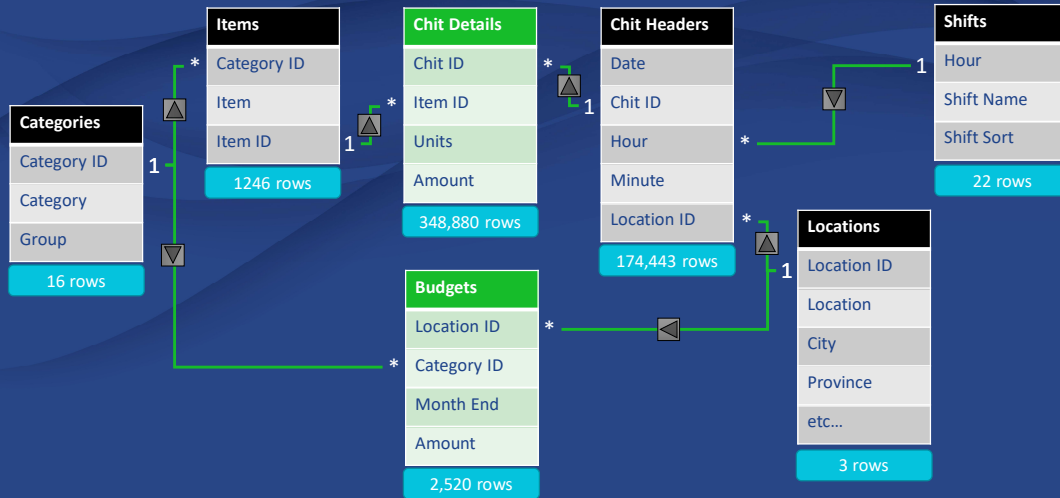 Categories
Category ID
Category
Group
16 rows
1
*
*
Items
Category ID
Item
Item ID
1246 rows
1
*
Chit Details
Chit ID
Item ID
Units
Amount
348,880 rows
*
1
Chit Headers
Date
Chit ID
Hour
Minute
Location ID
174,443 rows
*
1
Shifts
Hour
Shift Name
Shift Sort
22 rows
*
1
*
Locations
Location ID
Location
City
Province
etc...
3 rows
Budgets
Location ID
Category ID
Month End
Amount
2,520 rows